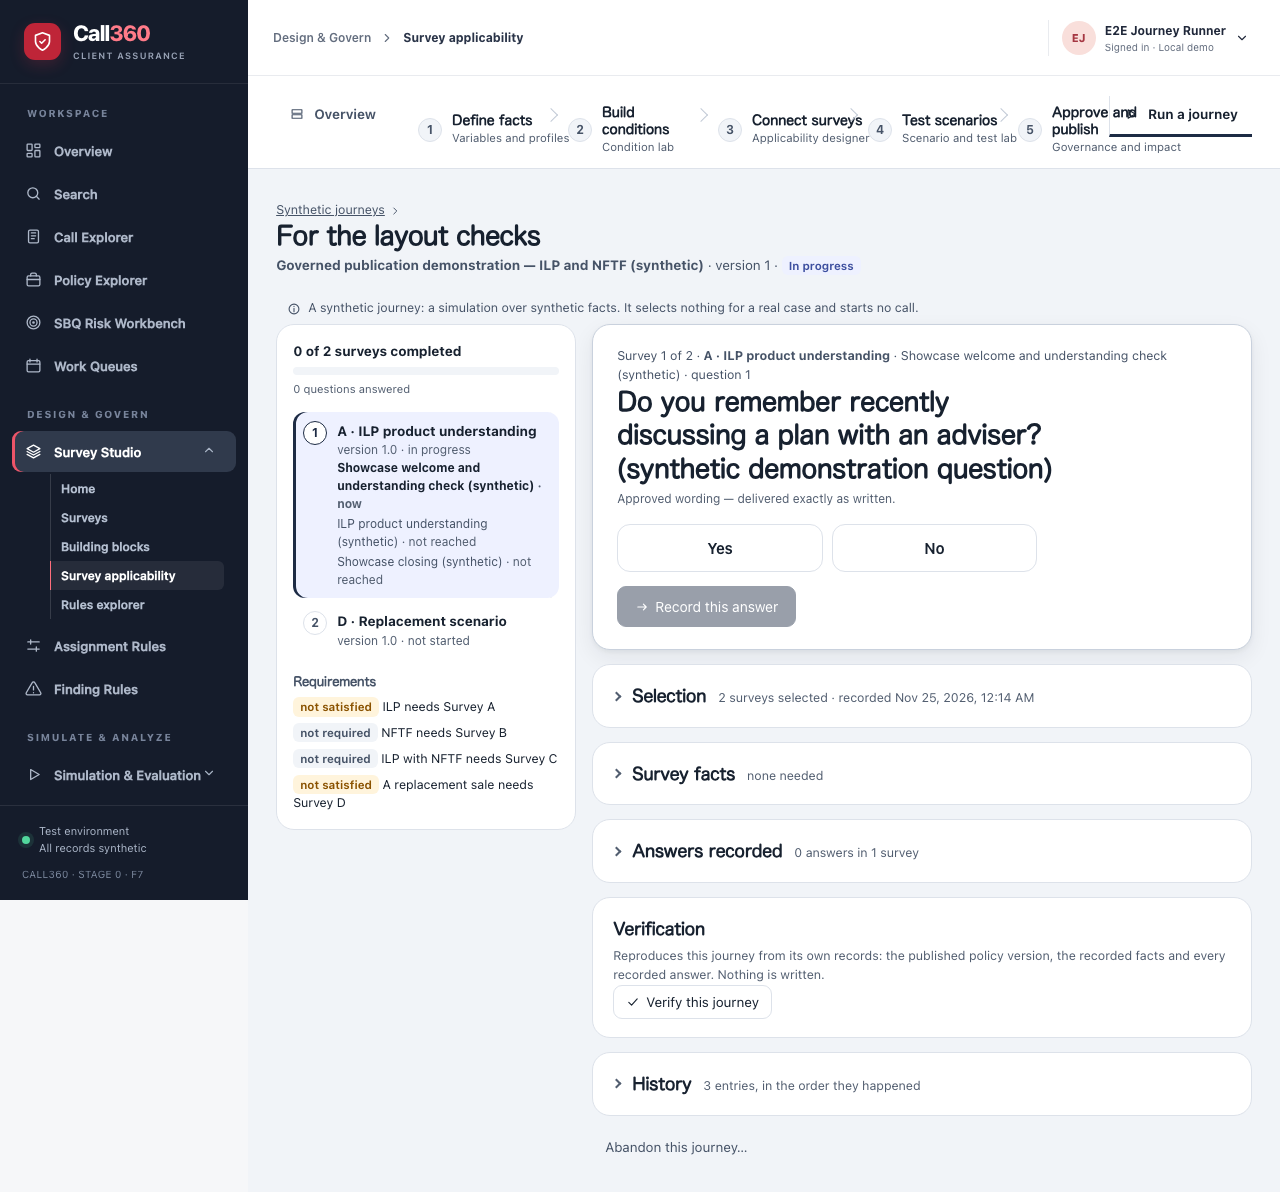 Call360
CLIENT ASSURANCE
WORKSPACE
Overview
Search
Call Explorer
Policy Explorer
SBQ Risk Workbench
Work Queues
DESIGN & GOVERN
Survey Studio
Home
Surveys
Building blocks
Survey applicability
Rules explorer
Assignment Rules
Finding Rules
SIMULATE & ANALYZE
Simulation & Evaluation
Test environment
All records synthetic
CALL360 · STAGE 0 · F7
Design & Govern
Survey applicability
EJ
E2E Journey Runner
Signed in · Local demo
Overview
1
Define facts
Variables and profiles
2
Build
conditions
Condition lab
3
Connect surveys
Applicability designer
4
Test scenarios
Scenario and test lab
5
Approve and
publish
Governance and impact
Run a journey
Synthetic journeys
For the layout checks
Governed publication demonstration — ILP and NFTF (synthetic) · version 1 · In progress
A synthetic journey: a simulation over synthetic facts. It selects nothing for a real case and starts no call.
0 of 2 surveys completed
0 questions answered
1
A · ILP product understanding
version 1.0 · in progress
Showcase welcome and
understanding check (synthetic) ·
now
ILP product understanding
(synthetic) · not reached
Showcase closing (synthetic) · not
reached
2
D · Replacement scenario
version 1.0 · not started
Requirements
not satisfied ILP needs Survey A
not required NFTF needs Survey B
not required ILP with NFTF needs Survey C
not satisfied A replacement sale needs
Survey D
Survey 1 of 2 · A · ILP product understanding · Showcase welcome and understanding check
(synthetic) · question 1
Do you remember recently
discussing a plan with an adviser?
(synthetic demonstration question)
Approved wording — delivered exactly as written.
Yes
No
Record this answer
Selection 2 surveys selected · recorded Nov 25, 2026, 12:14 AM
Survey facts none needed
Answers recorded 0 answers in 1 survey
Verification
Reproduces this journey from its own records: the published policy version, the recorded facts and every
recorded answer. Nothing is written.
Verify this journey
History 3 entries, in the order they happened
Abandon this journey…